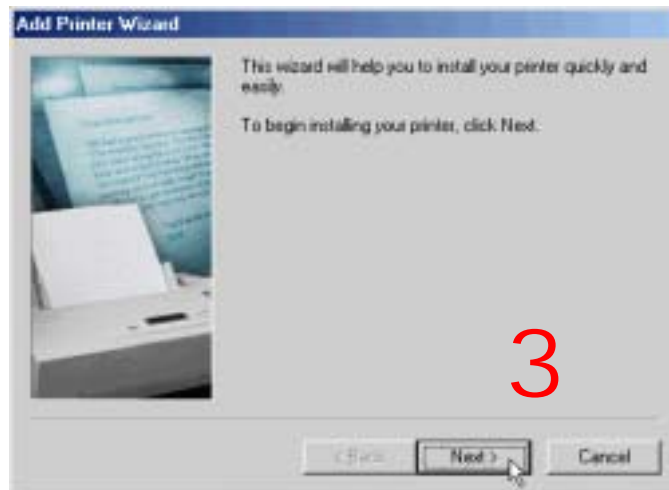 Add Printer Wizard
This wizard will help you to install your printer quickly and
easily.
To begin installing your printer, click Next.
3
< Back
Next >
Cancel